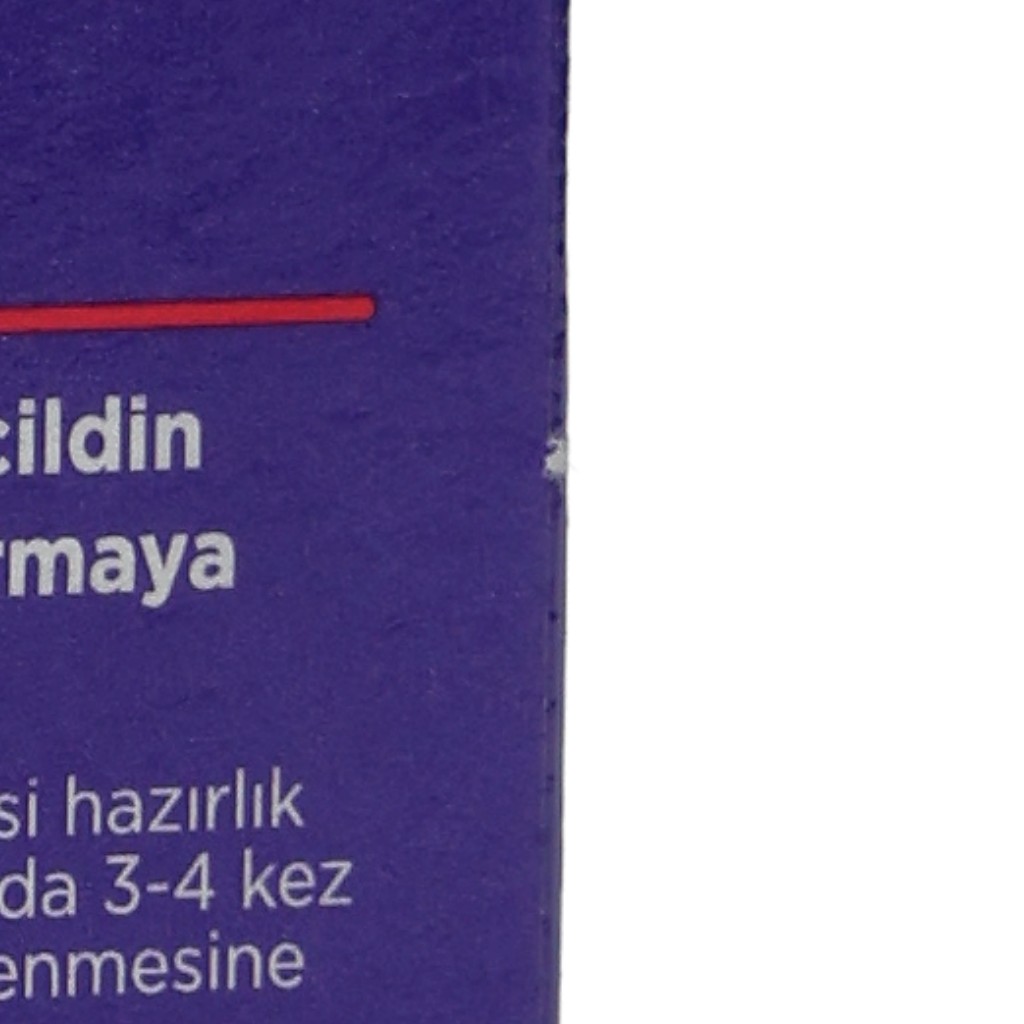 cildin
rmaya
si hazırlık
da 3-4 kez
enmesine